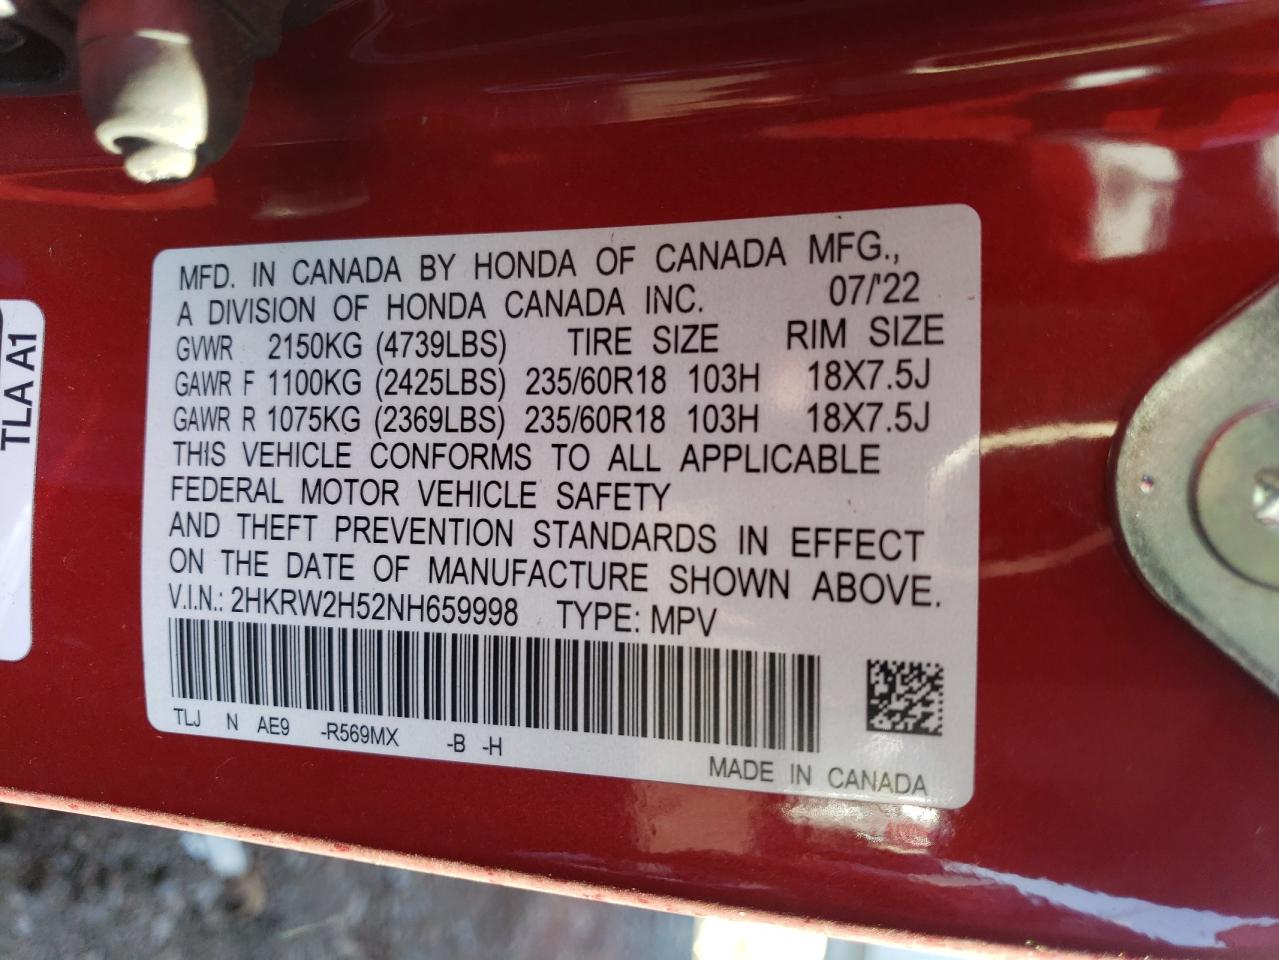 MFD. IN CANADA BY HONDA OF CANADA MFG.,
A DIVISION OF HONDA CANADA INC. 07/'22
GVWR 2150KG (4739LBS) TIRE SIZE RIM SIZE
GAWR F 1100KG (2425LBS) 235/60R18 103H 18X7.5J
GAWR R 1075KG (2369LBS) 235/60R18 103H 18X7.5J
THIS VEHICLE CONFORMS TO ALL APPLICABLE
FEDERAL MOTOR VEHICLE SAFETY
AND THEFT PREVENTION STANDARDS IN EFFECT
ON THE DATE OF MANUFACTURE SHOWN ABOVE.
V.I.N.: 2HKRW2H52NH659998 TYPE: MPV
TLJ N AE9 -R569MX -B -H
MADE IN CANADA
TLA A1